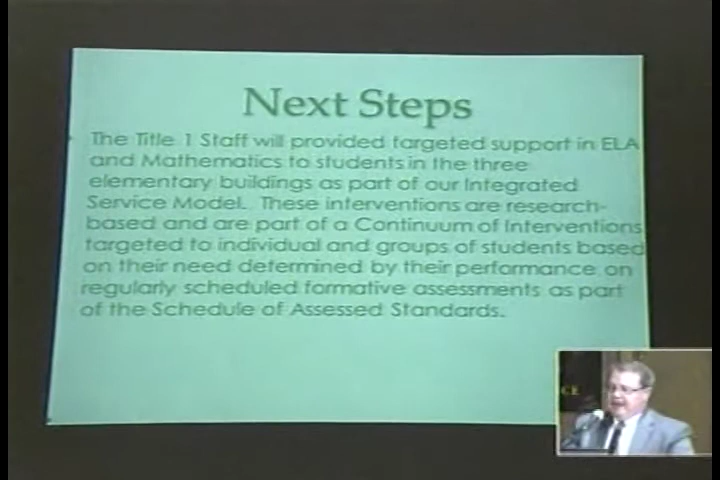 Next Steps
The Title 1 Staff will provided targeted support in ELA
and Mathematics to students in the three
elementary buildings as part of our Integrated
Service Model. These interventions are research-
based and are part of a Continuum of Interventions
targeted to individual and groups of students based
on their need determined by their performance on
regularly scheduled formative assessments as part
of the Schedule of Assessed Standards.
CE